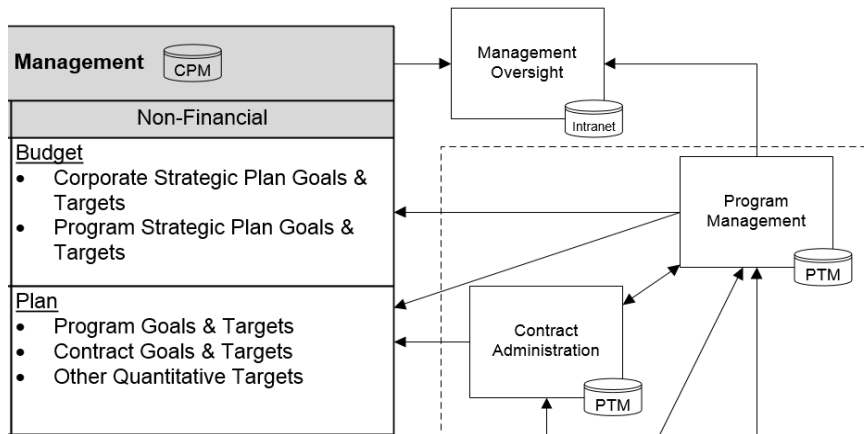 Management
CPM
Non-Financial
Budget
• Corporate Strategic Plan Goals &
Targets
• Program Strategic Plan Goals &
Targets
Plan
• Program Goals & Targets
• Contract Goals & Targets
• Other Quantitative Targets
Management
Oversight
Intranet
Program
Management
PTM
Contract
Administration
PTM